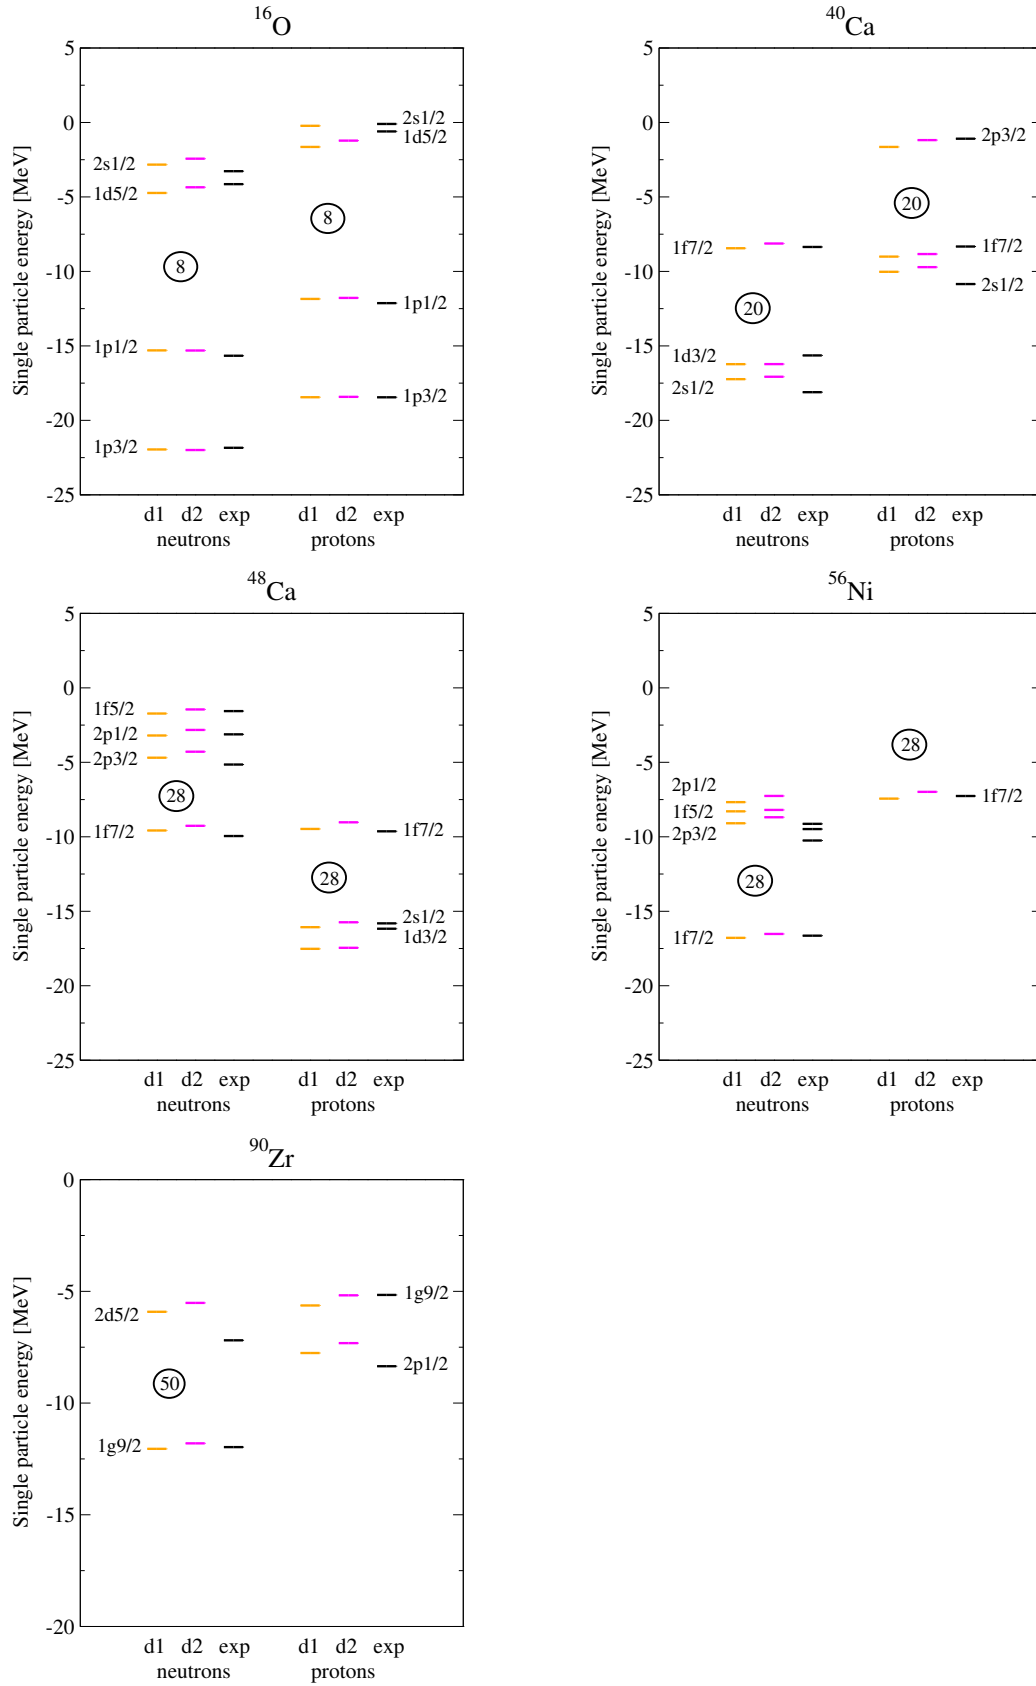 16O
Single particle energy [MeV]
5
0
-5
-10
-15
-20
-25
2s1/2
1d5/2
8
1p1/2
1p3/2
2s1/2
1d5/2
8
1p1/2
1p3/2
d1 d2 exp d1 d2 exp
neutrons protons
40Ca
Single particle energy [MeV]
5
0
-5
-10
-15
-20
-25
1f7/2
20
1d3/2
2s1/2
2p3/2
20
1f7/2
2s1/2
d1 d2 exp d1 d2 exp
neutrons protons
48Ca
Single particle energy [MeV]
5
0
-5
-10
-15
-20
-25
1f5/2
2p1/2
2p3/2
28
1f7/2
1f7/2
28
2s1/2
1d3/2
d1 d2 exp d1 d2 exp
neutrons protons
56Ni
Single particle energy [MeV]
5
0
-5
-10
-15
-20
-25
2p1/2
1f5/2
2p3/2
28
1f7/2
28
1f7/2
d1 d2 exp d1 d2 exp
neutrons protons
90Zr
Single particle energy [MeV]
0
-5
-10
-15
-20
2d5/2
50
1g9/2
1g9/2
2p1/2
d1 d2 exp d1 d2 exp
neutrons protons